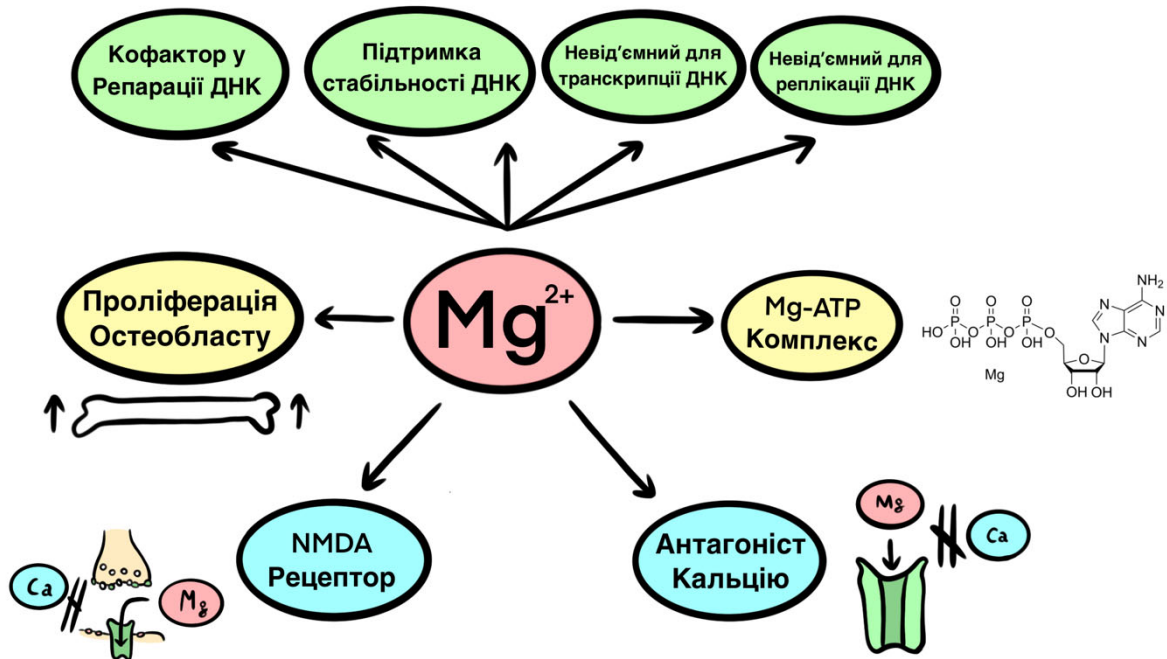 Кофактор у
Репарації ДНК
Підтримка
стабільності ДНК
Невід'ємний для
транскрипції ДНК
Невід'ємний для
реплікації ДНК
Проліферація
Остеобласту
Mg2+
Mg-ATP
Комплекс
NH2
N
N
N
N
O
O
O
HO
P
O
P
O
P
O
OH
OH
OH
O
Mg
OH OH
NMDA
Рецептор
Антагоніст
Кальцію
Mg
Ca
Ca
Mg